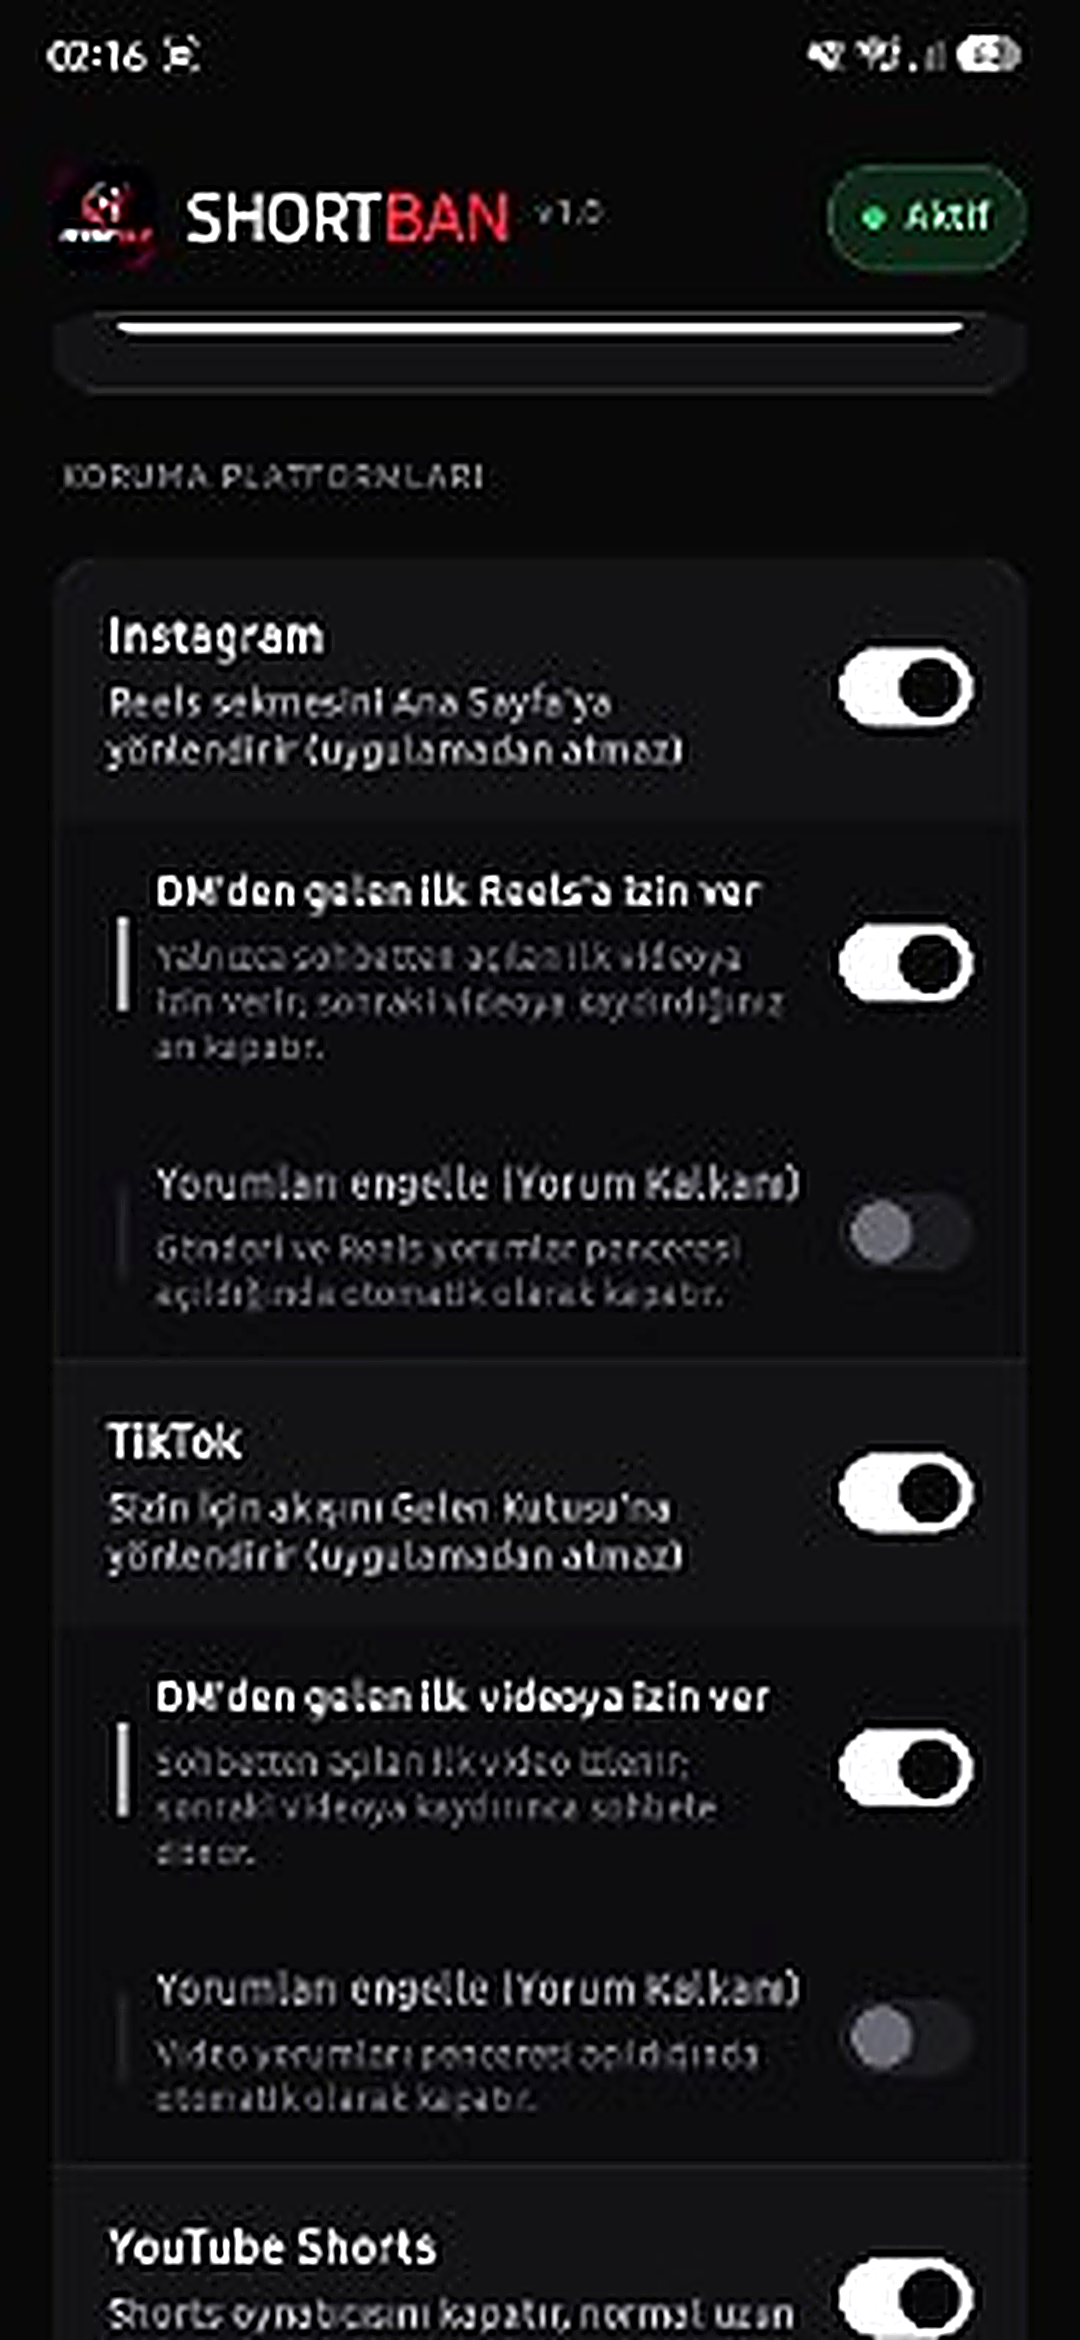 02:16
SHORTBAN v1.0
Aktif
KORUMA PLATFORMLARI
Instagram
Reels sekmesini Ana Sayfa'ya
yönlendirir (uygulamadan atmaz)
DM'den gelen ilk Reels'a izin ver
Yalnızca sohbetten açılan ilk videoya
izin verir; sonraki videoya kaydırdığınız
an kapatır.
Yorumları engelle (Yorum Kalkanı)
Gönderi ve Reels yorumlar penceresi
açıldığında otomatik olarak kapatır.
TikTok
Sizin İçin akışını Gelen Kutusu'na
yönlendirir (uygulamadan atmaz)
DM'den gelen ilk videoya izin ver
Sohbetten açılan ilk video izlenir;
sonraki videoya kaydırınca sohbete
döner.
Yorumları engelle (Yorum Kalkanı)
Video yorumları penceresi açıldığında
otomatik olarak kapatır.
YouTube Shorts
Shorts oynatıcısını kapatır, normal uzun